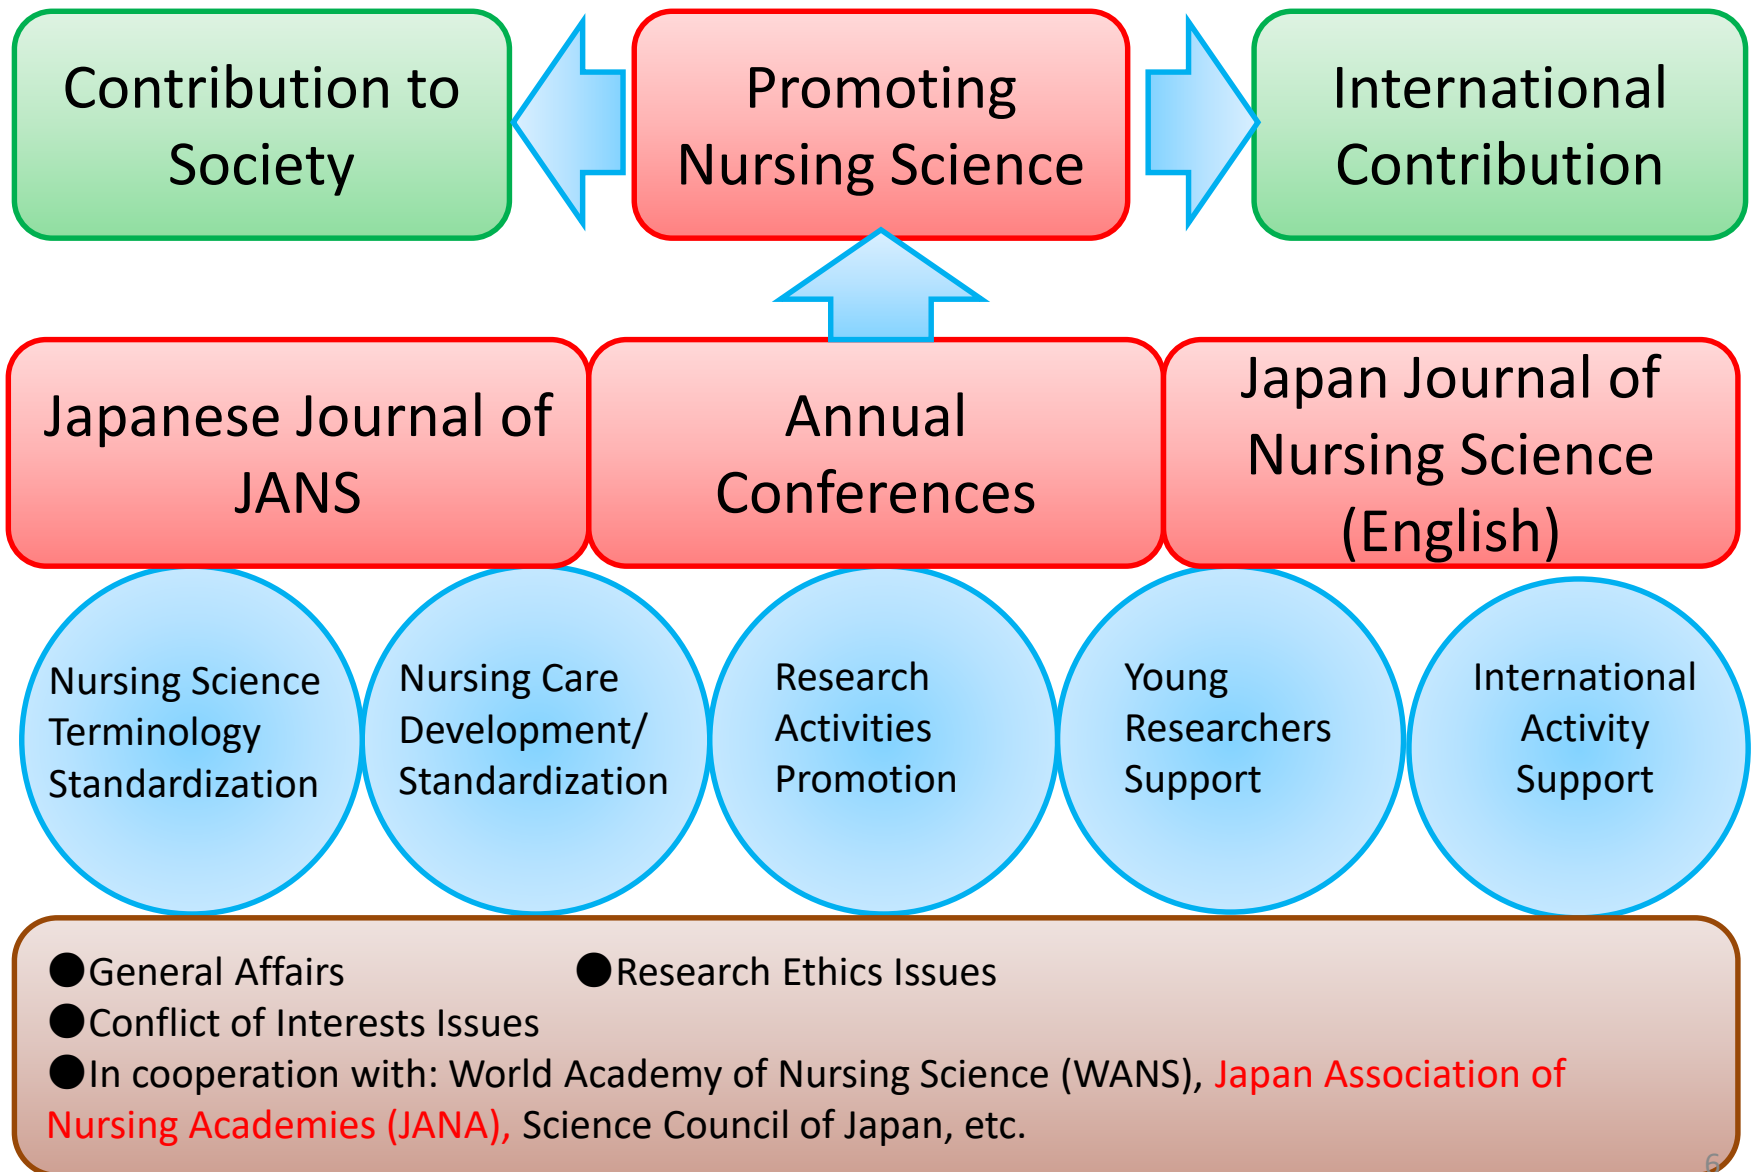 Contribution to
Society
Promoting
Nursing Science
International
Contribution
Japanese Journal of
JANS
Annual
Conferences
Japan Journal of
Nursing Science
(English)
Nursing Science
Terminology
Standardization
Nursing Care
Development/
Standardization
Research
Activities
Promotion
Young
Researchers
Support
International
Activity
Support
●General Affairs ●Research Ethics Issues
●Conflict of Interests Issues
●In cooperation with: World Academy of Nursing Science (WANS), Japan Association of
Nursing Academies (JANA), Science Council of Japan, etc.
6